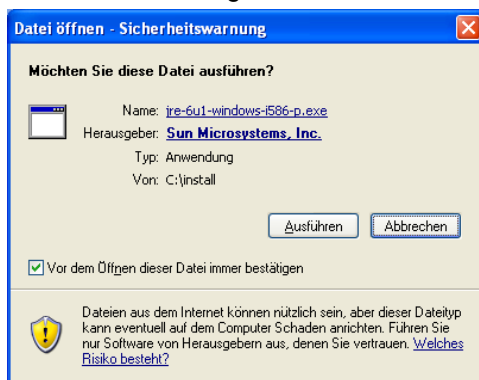 Datei öffnen - Sicherheitswarnung
Möchten Sie diese Datei ausführen?
Name: jre-6u1-windows-i586-p.exe
Herausgeber: Sun Microsystems, Inc.
Typ: Anwendung
Von: C:\install
Ausführen Abbrechen
Vor dem Öffnen dieser Datei immer bestätigen
Dateien aus dem Internet können nützlich sein, aber dieser Dateityp
kann eventuell auf dem Computer Schaden anrichten. Führen Sie
nur Software von Herausgebern aus, denen Sie vertrauen. Welches
Risiko besteht?